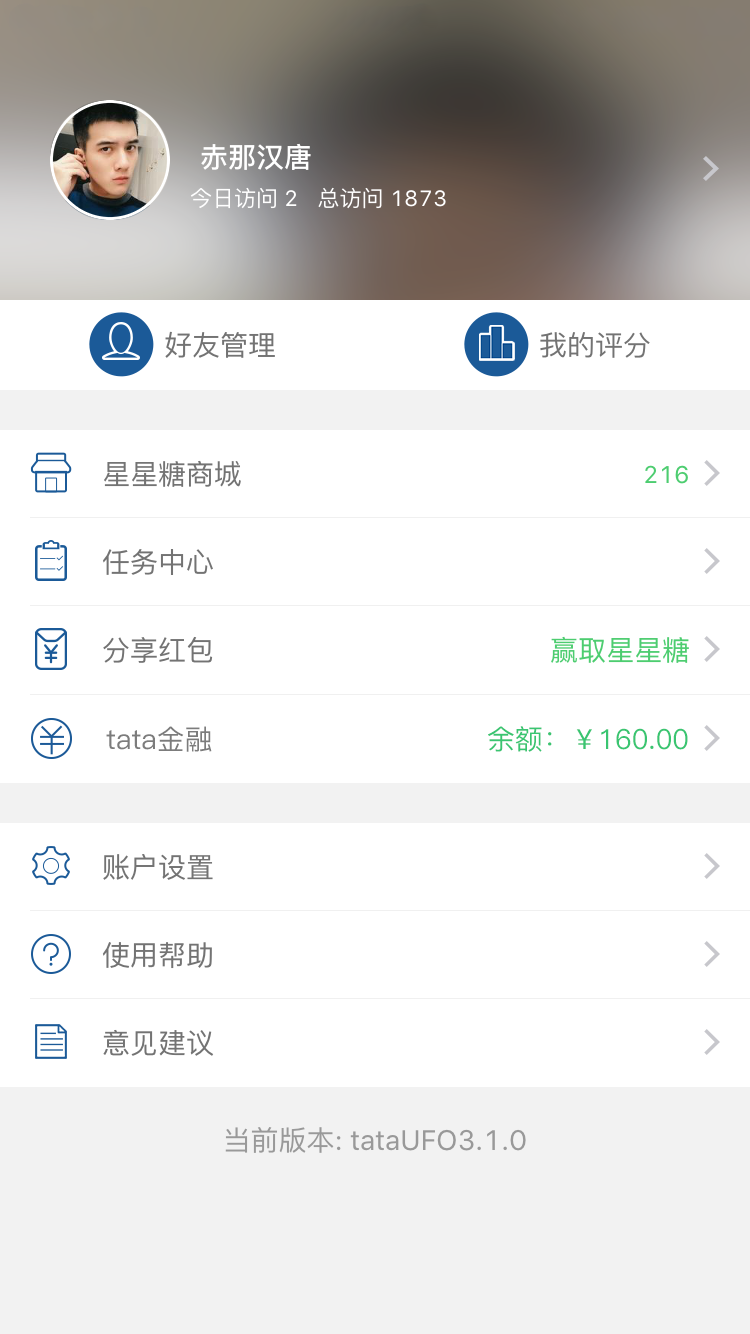 赤那汉唐
今日访问 2 总访问 1873
好友管理 我的评分
星星糖商城 216
任务中心
分享红包 赢取星星糖
tata金融 余额: ￥160.00
账户设置
使用帮助
意见建议
当前版本: tataUFO3.1.0